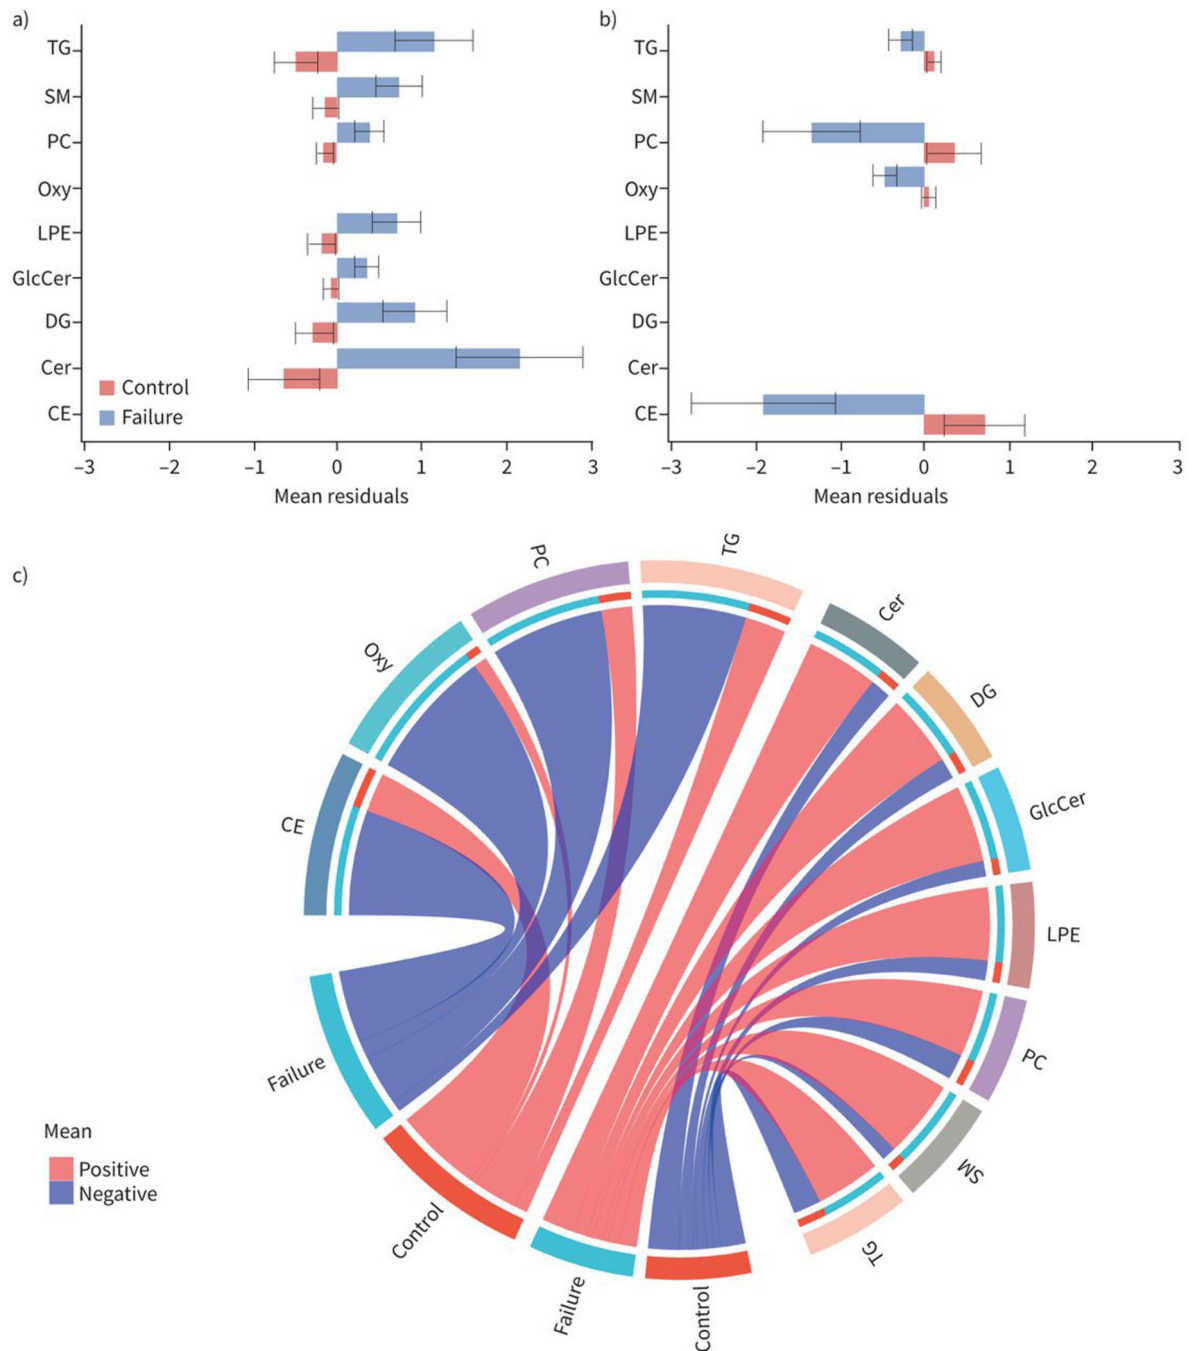 a)
TG
SM
PC
Oxy
LPE
GlcCer
DG
Cer
CE
Control
Failure
–3 –2 –1 0 1 2 3
Mean residuals
b)
TG
SM
PC
Oxy
LPE
GlcCer
DG
Cer
CE
–3 –2 –1 0 1 2 3
Mean residuals
c)
PC
TG
Cer
Oxy
DG
GlcCer
CE
LPE
PC
Failure
SM
Control
TG
Failure
Control
Mean
Positive
Negative